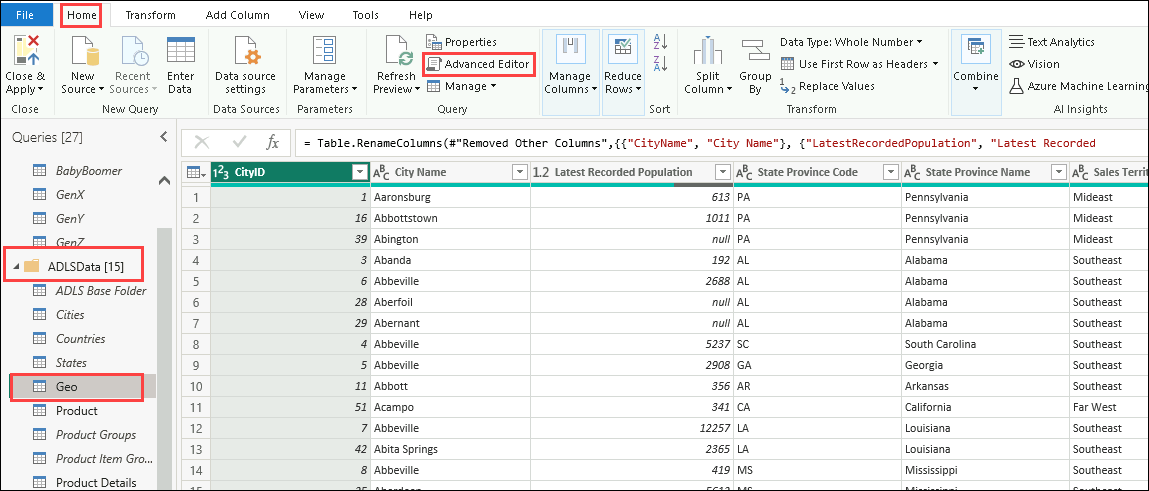 File Home Transform Add Column View Tools Help
Close & Apply
New Source
Recent Sources
Enter Data
Data source settings
Manage Parameters
Refresh Preview
Properties
Advanced Editor
Manage
Manage Columns
Reduce Rows
Split Column
Group By
Data Type: Whole Number
Use First Row as Headers
Replace Values
Combine
Text Analytics
Vision
Azure Machine Learning
Close New Query Data Sources Parameters Query Sort Transform AI Insights
Queries [27]
BabyBoomer
GenX
GenY
GenZ
ADLSData [15]
ADLS Base Folder
Cities
Countries
States
Geo
Product
Product Groups
Product Item Gro...
Product Details
fx = Table.RenameColumns(#"Removed Other Columns",{{"CityName", "City Name"}, {"LatestRecordedPopulation", "Latest Recorded
123 CityID ABC City Name 1.2 Latest Recorded Population ABC State Province Code ABC State Province Name ABC Sales Territ
1 1 Aaronsburg 613 PA Pennsylvania Mideast
2 16 Abbottstown 1011 PA Pennsylvania Mideast
3 39 Abington null PA Pennsylvania Mideast
4 3 Abanda 192 AL Alabama Southeast
5 6 Abbeville 2688 AL Alabama Southeast
6 28 Aberfoil null AL Alabama Southeast
7 29 Abernant null AL Alabama Southeast
8 4 Abbeville 5237 SC South Carolina Southeast
9 5 Abbeville 2908 GA Georgia Southeast
10 11 Abbott 356 AR Arkansas Southeast
11 51 Acampo 341 CA California Far West
12 7 Abbeville 12257 LA Louisiana Southeast
13 42 Abita Springs 2365 LA Louisiana Southeast
14 8 Abbeville 419 MS Mississippi Southeast